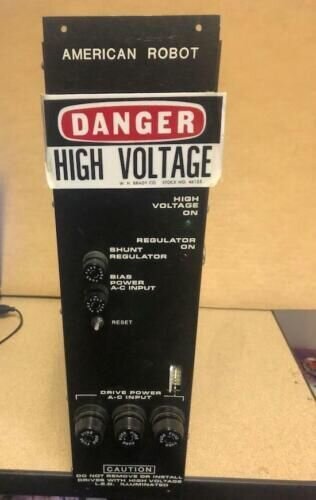 AMERICAN ROBOT
DANGER
HIGH VOLTAGE
W. H. BRADY CO. STOCK NO.
HIGH
VOLTAGE
ON
REGULATOR
ON
SHUNT
REGULATOR
BIAS
POWER
A-C INPUT
RESET
DRIVE POWER
A-C INPUT
CAUTION
DO NOT REMOVE OR INSTALL
DRIVES WITH HIGH VOLTAGE
L.E.D. ILLUMINATED